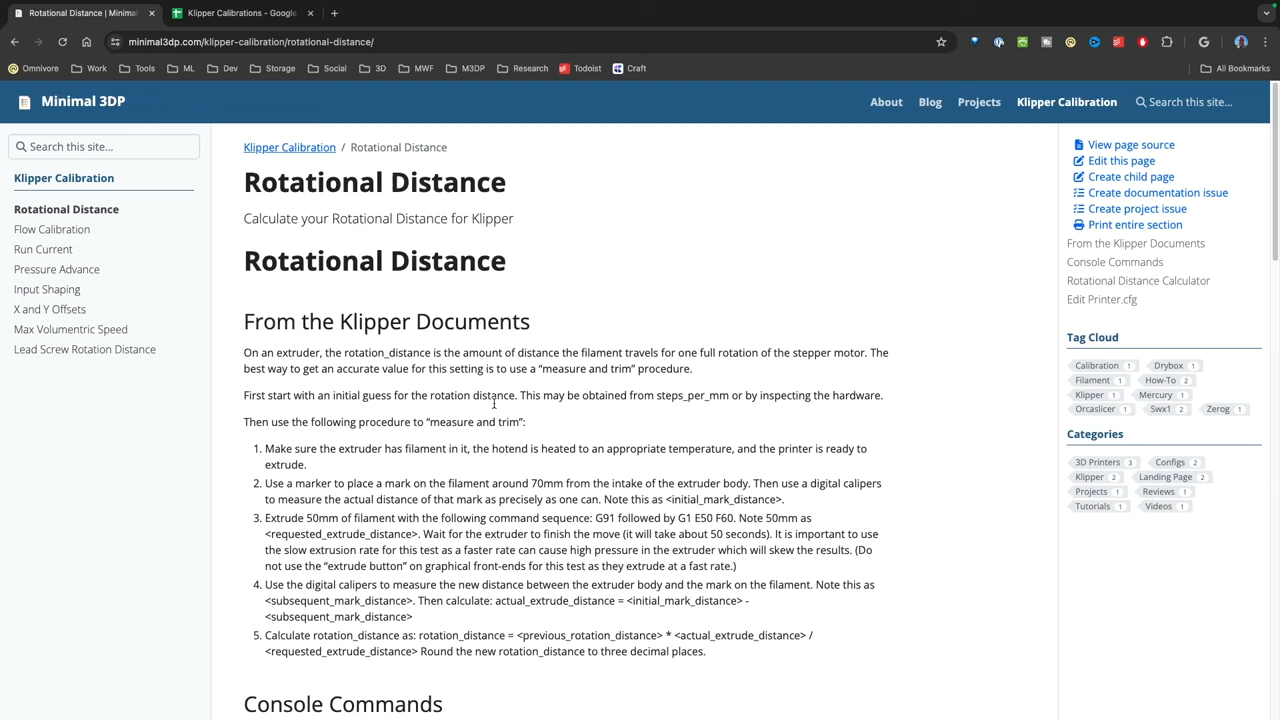 Rotational Distance | Minimal
Klipper Calibrations - Google
minimal3dp.com/klipper-calibration/rotational-distance/
Omnivore
Work
Tools
ML
Dev
Storage
Social
3D
MWF
M3DP
Research
Todoist
Craft
All Bookmarks
Minimal 3DP
About
Blog
Projects
Klipper Calibration
Search this site...
Search this site...
Klipper Calibration
Rotational Distance
Flow Calibration
Run Current
Pressure Advance
Input Shaping
X and Y Offsets
Max Volumentric Speed
Lead Screw Rotation Distance
Klipper Calibration / Rotational Distance
Rotational Distance
Calculate your Rotational Distance for Klipper
Rotational Distance
From the Klipper Documents
On an extruder, the rotation_distance is the amount of distance the filament travels for one full rotation of the stepper motor. The
best way to get an accurate value for this setting is to use a “measure and trim” procedure.
First start with an initial guess for the rotation distance. This may be obtained from steps_per_mm or by inspecting the hardware.
Then use the following procedure to “measure and trim”:
1. Make sure the extruder has filament in it, the hotend is heated to an appropriate temperature, and the printer is ready to
extrude.
2. Use a marker to place a mark on the filament around 70mm from the intake of the extruder body. Then use a digital calipers
to measure the actual distance of that mark as precisely as one can. Note this as <initial_mark_distance>.
3. Extrude 50mm of filament with the following command sequence: G91 followed by G1 E50 F60. Note 50mm as
<requested_extrude_distance>. Wait for the extruder to finish the move (it will take about 50 seconds). It is important to use
the slow extrusion rate for this test as a faster rate can cause high pressure in the extruder which will skew the results. (Do
not use the “extrude button” on graphical front-ends for this test as they extrude at a fast rate.)
4. Use the digital calipers to measure the new distance between the extruder body and the mark on the filament. Note this as
<subsequent_mark_distance>. Then calculate: actual_extrude_distance = <initial_mark_distance> -
<subsequent_mark_distance>
5. Calculate rotation_distance as: rotation_distance = <previous_rotation_distance> * <actual_extrude_distance> /
<requested_extrude_distance> Round the new rotation_distance to three decimal places.
Console Commands
View page source
Edit this page
Create child page
Create documentation issue
Create project issue
Print entire section
From the Klipper Documents
Console Commands
Rotational Distance Calculator
Edit Printer.cfg
Tag Cloud
Calibration 1
Drybox 1
Filament 1
How-To 2
Klipper 1
Mercury 1
Orcaslicer 1
Swx1 2
Zerog 1
Categories
3D Printers 3
Configs 2
Klipper 2
Landing Page 2
Projects 1
Reviews 1
Tutorials 1
Videos 1